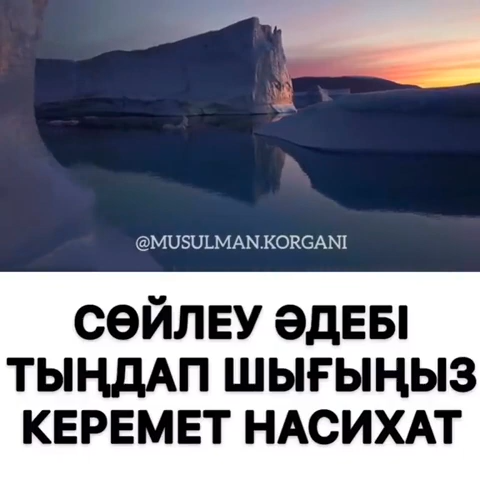 @MUSULMAN.KORGANI
СӨЙЛЕУ ӘДЕБІ
ТЫҢДАП ШЫҒЫҢЫЗ
КЕРЕМЕТ НАСИХАТ